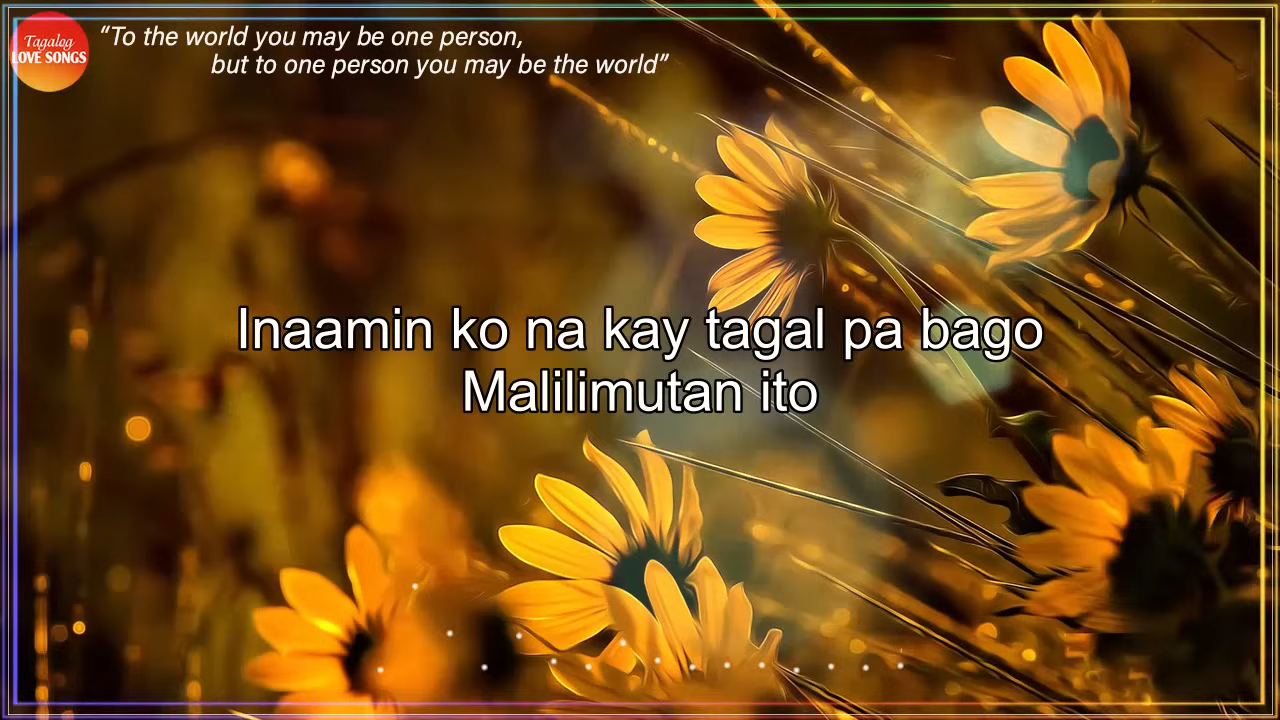 Tagalog
LOVE SONGS
“To the world you may be one person,
but to one person you may be the world”
Inaamin ko na kay tagal pa bago
Malilimutan ito